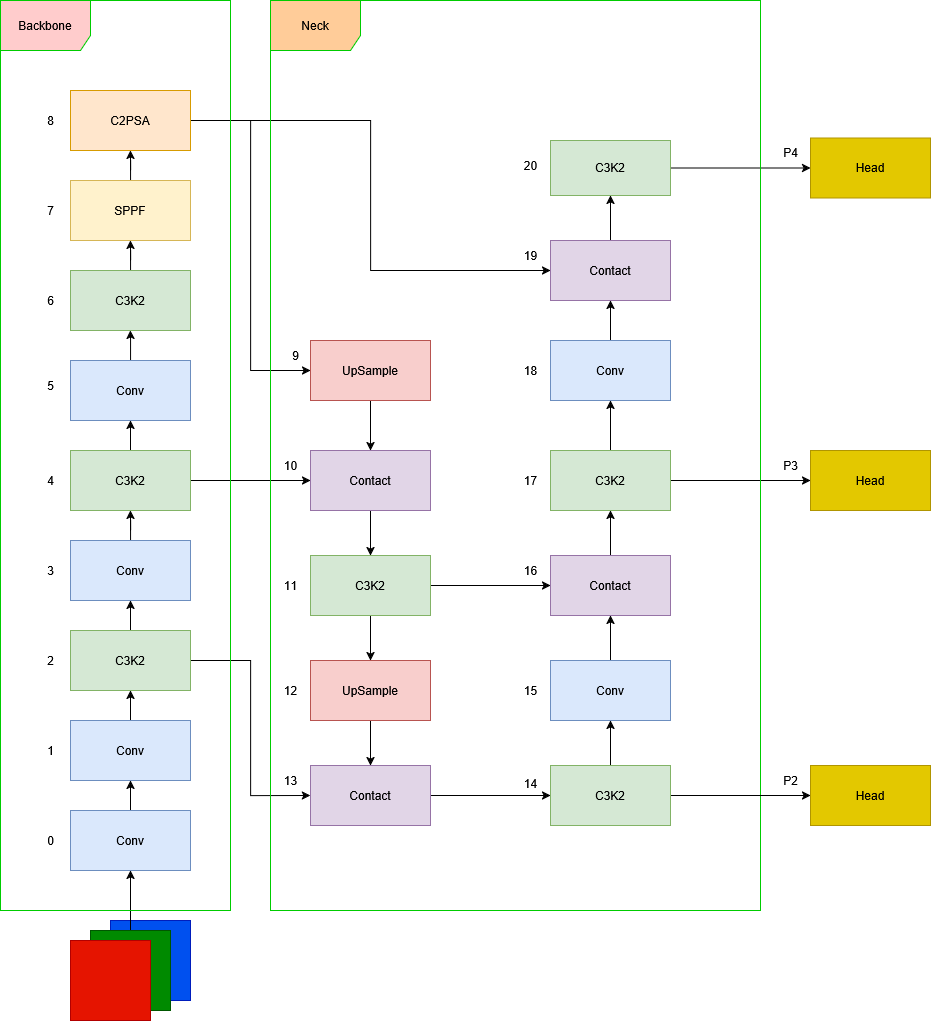 Backbone
Neck
8
C2PSA
7
SPPF
6
C3K2
5
Conv
4
C3K2
3
Conv
2
C3K2
1
Conv
0
Conv
9
UpSample
10
Contact
11
C3K2
12
UpSample
13
Contact
20
C3K2
19
Contact
18
Conv
17
C3K2
16
Contact
15
Conv
14
C3K2
P4
Head
P3
Head
P2
Head